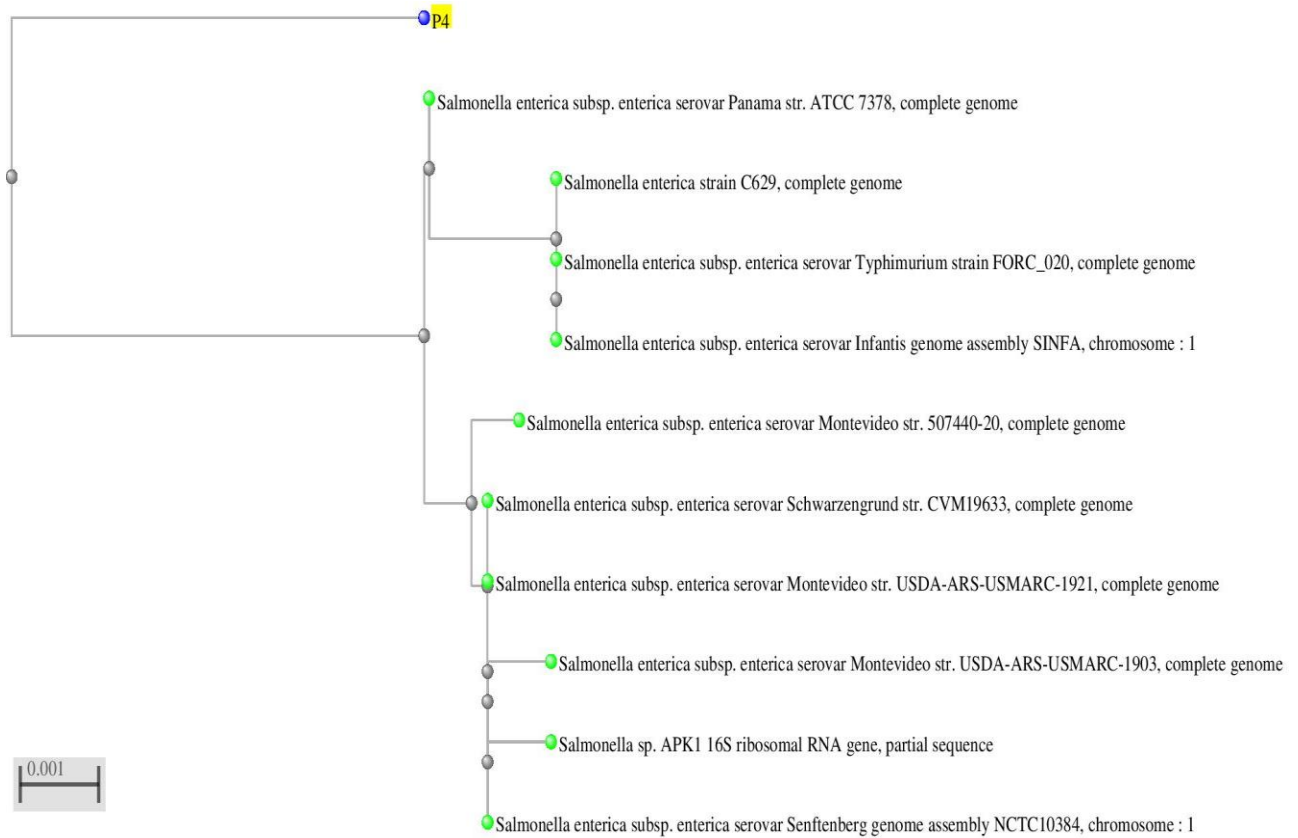 P4
Salmonella enterica subsp. enterica serovar Panama str. ATCC 7378, complete genome
Salmonella enterica strain C629, complete genome
Salmonella enterica subsp. enterica serovar Typhimurium strain FORC_020, complete genome
Salmonella enterica subsp. enterica serovar Infantis genome assembly SINFA, chromosome : 1
Salmonella enterica subsp. enterica serovar Montevideo str. 507440-20, complete genome
Salmonella enterica subsp. enterica serovar Schwarzengrund str. CVM19633, complete genome
Salmonella enterica subsp. enterica serovar Montevideo str. USDA-ARS-USMARC-1921, complete genome
Salmonella enterica subsp. enterica serovar Montevideo str. USDA-ARS-USMARC-1903, complete genome
Salmonella sp. APK1 16S ribosomal RNA gene, partial sequence
0.001
Salmonella enterica subsp. enterica serovar Senftenberg genome assembly NCTC10384, chromosome : 1